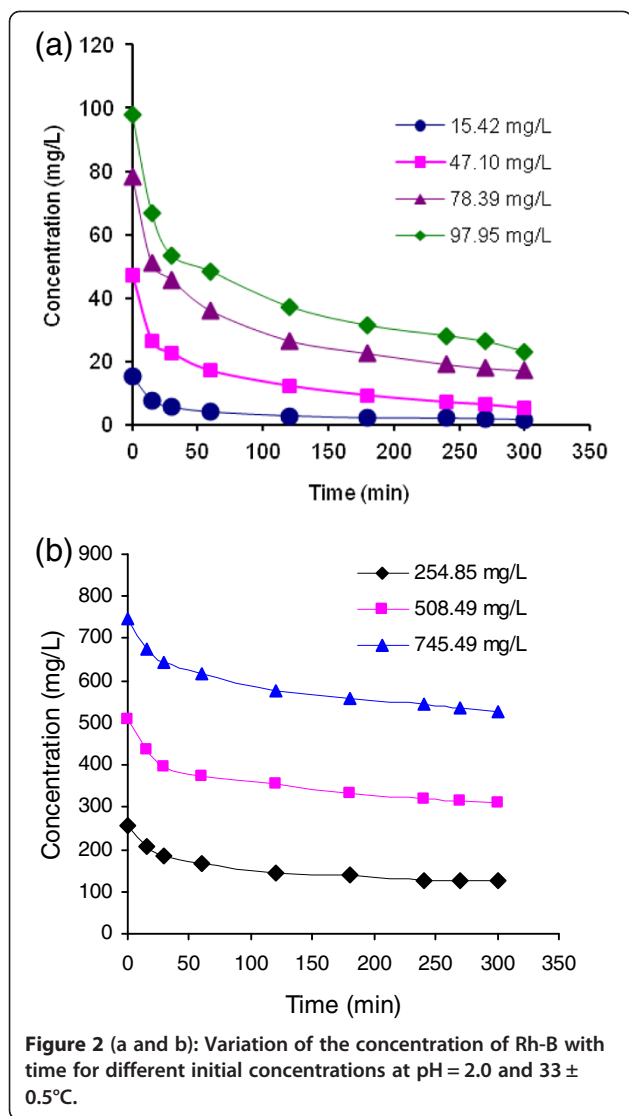 (a)
120
100
80
60
40
20
0
Concentration (mg/L)
15.42 mg/L
47.10 mg/L
78.39 mg/L
97.95 mg/L
0 50 100 150 200 250 300 350
Time (min)
(b)
900
800
700
600
500
400
300
200
100
0
Concentration (mg/L)
254.85 mg/L
508.49 mg/L
745.49 mg/L
0 50 100 150 200 250 300 350
Time (min)
Figure 2 (a and b): Variation of the concentration of Rh-B with
time for different initial concentrations at pH = 2.0 and 33 ±
0.5°C.